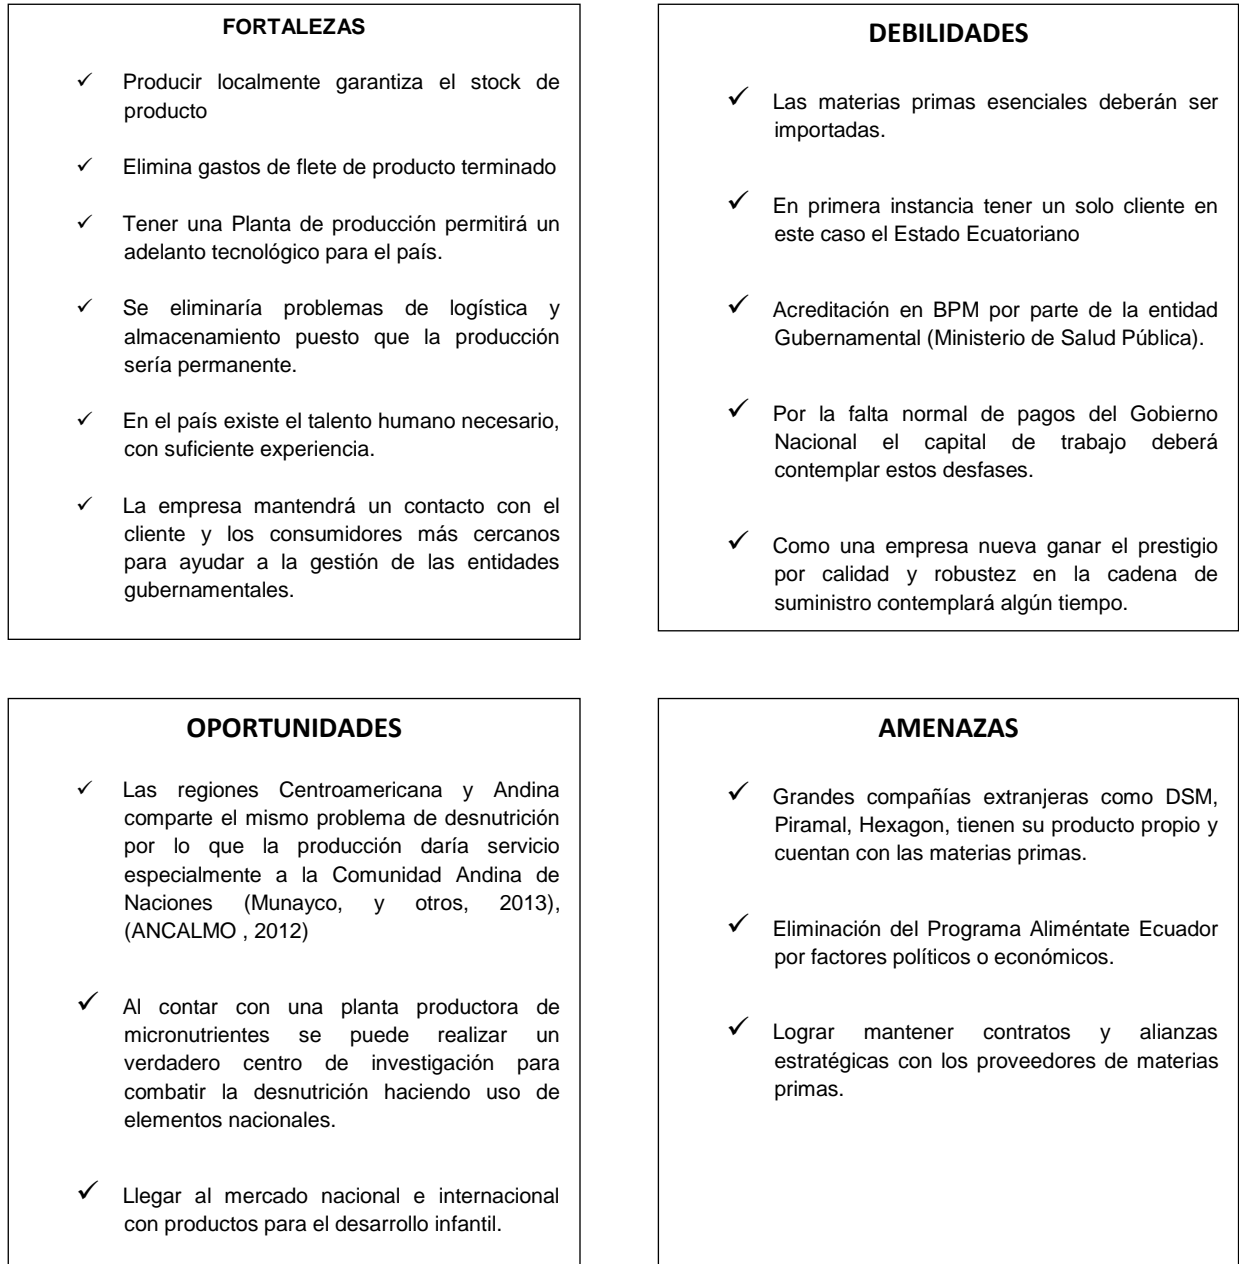 FORTALEZAS
✓ Producir localmente garantiza el stock de
producto
✓ Elimina gastos de flete de producto terminado
✓ Tener una Planta de producción permitirá un
adelanto tecnológico para el país.
✓ Se eliminaría problemas de logística y
almacenamiento puesto que la producción
sería permanente.
✓ En el país existe el talento humano necesario,
con suficiente experiencia.
✓ La empresa mantendrá un contacto con el
cliente y los consumidores más cercanos
para ayudar a la gestión de las entidades
gubernamentales.
DEBILIDADES
✓ Las materias primas esenciales deberán ser
importadas.
✓ En primera instancia tener un solo cliente en
este caso el Estado Ecuatoriano
✓ Acreditación en BPM por parte de la entidad
Gubernamental (Ministerio de Salud Pública).
✓ Por la falta normal de pagos del Gobierno
Nacional el capital de trabajo deberá
contemplar estos desfases.
✓ Como una empresa nueva ganar el prestigio
por calidad y robustez en la cadena de
suministro contemplará algún tiempo.
OPORTUNIDADES
✓ Las regiones Centroamericana y Andina
comparte el mismo problema de desnutrición
por lo que la producción daría servicio
especialmente a la Comunidad Andina de
Naciones (Munayco, y otros, 2013),
(ANCALMO , 2012)
✓ Al contar con una planta productora de
micronutrientes se puede realizar un
verdadero centro de investigación para
combatir la desnutrición haciendo uso de
elementos nacionales.
✓ Llegar al mercado nacional e internacional
con productos para el desarrollo infantil.
AMENAZAS
✓ Grandes compañías extranjeras como DSM,
Piramal, Hexagon, tienen su producto propio y
cuentan con las materias primas.
✓ Eliminación del Programa Aliméntate Ecuador
por factores políticos o económicos.
✓ Lograr mantener contratos y alianzas
estratégicas con los proveedores de materias
primas.